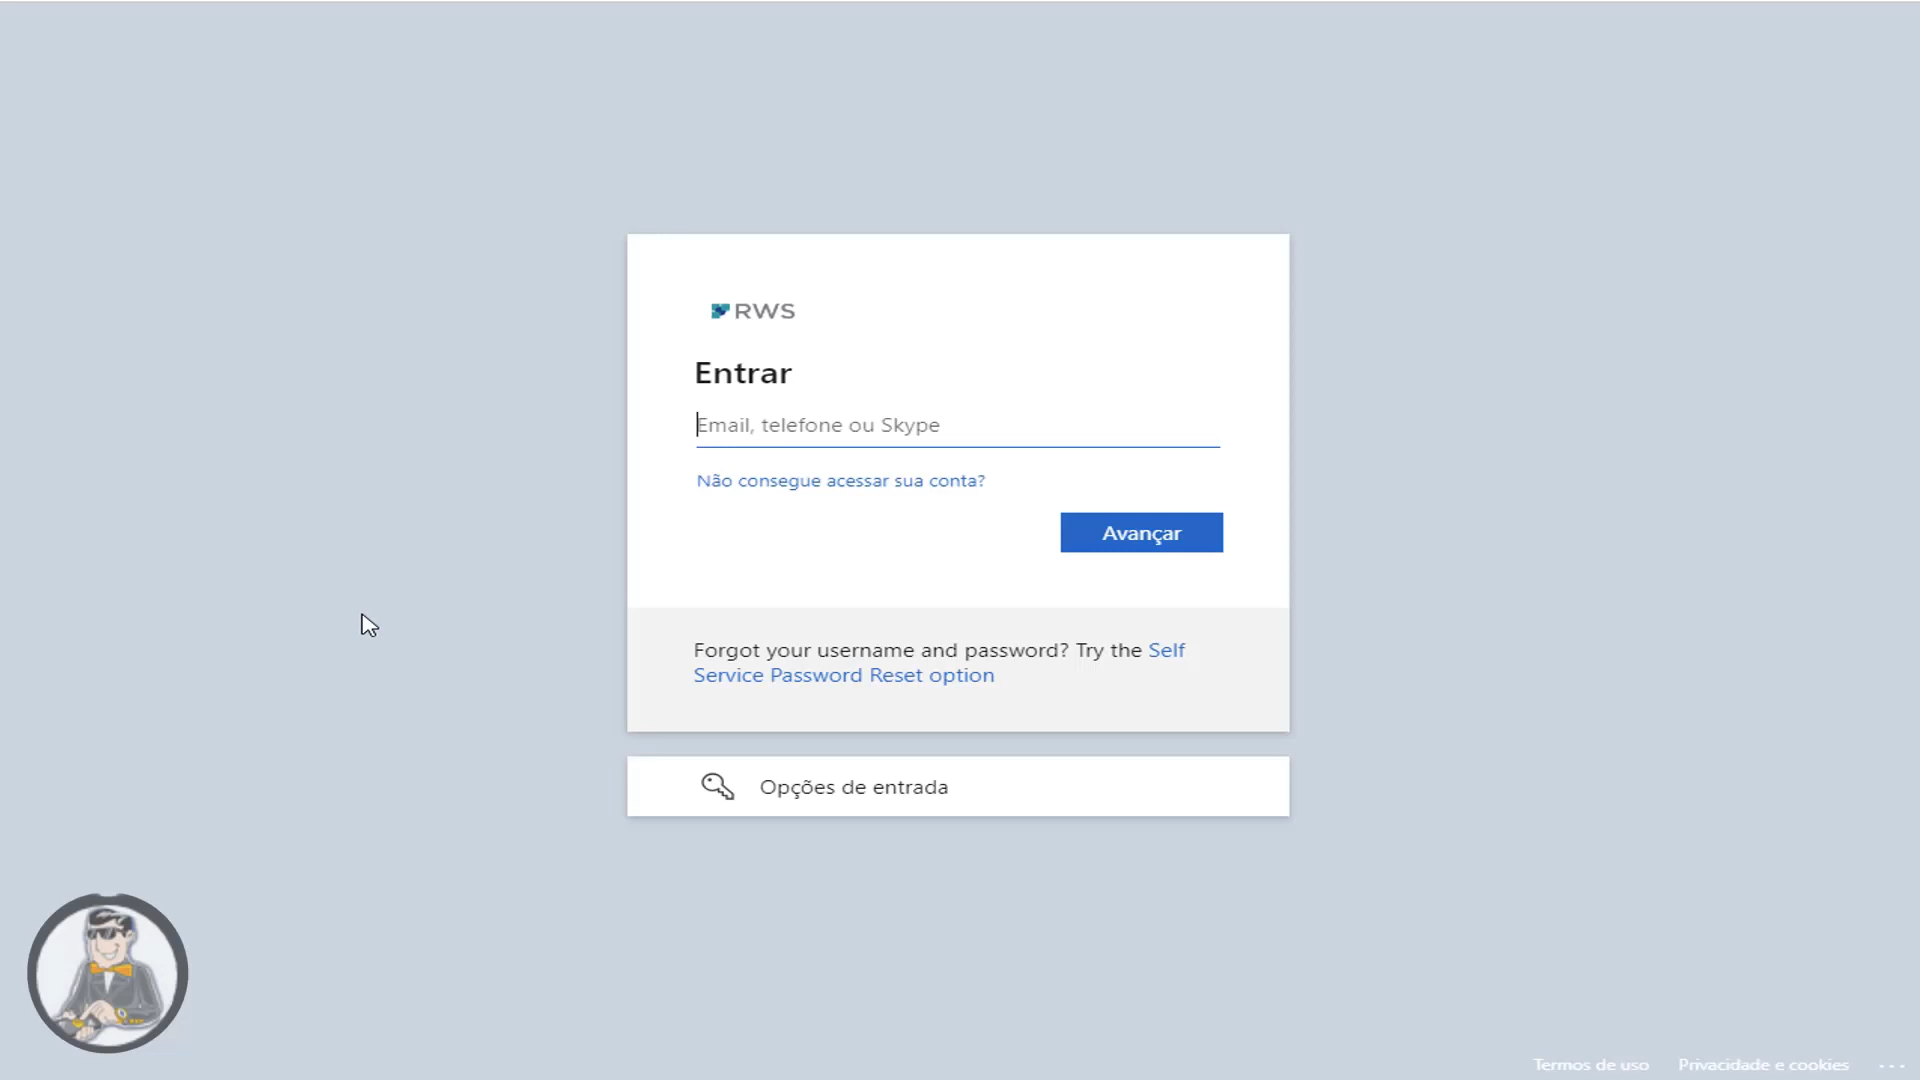 RWS
Entrar
Email, telefone ou Skype
Não consegue acessar sua conta?
Avançar
Forgot your username and password? Try the Self
Service Password Reset option
Opções de entrada
Termos de uso
Privacidade e cookies